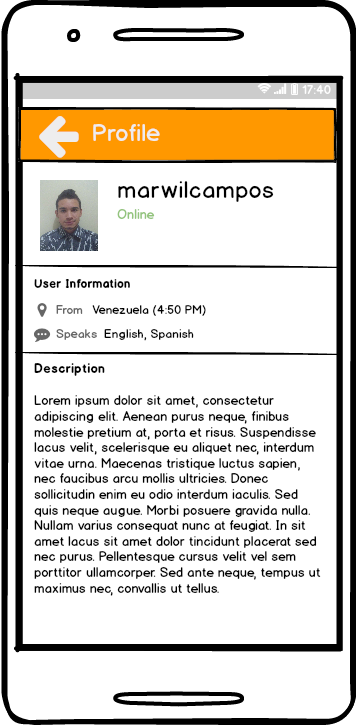 17:40
Profile
marwilcampos
Online
User Information
From Venezuela (4:50 PM)
Speaks English, Spanish
Description
Lorem ipsum dolor sit amet, consectetur
adipiscing elit. Aenean purus neque, finibus
molestie pretium at, porta et risus. Suspendisse
lacus velit, scelerisque eu aliquet nec, interdum
vitae urna. Maecenas tristique luctus sapien,
nec faucibus arcu mollis ultricies. Donec
sollicitudin enim eu odio interdum iaculis. Sed
quis neque augue. Morbi posuere gravida nulla.
Nullam varius consequat nunc at feugiat. In sit
amet lacus sit amet dolor tincidunt placerat sed
nec purus. Pellentesque cursus velit vel sem
porttitor ullamcorper. Sed ante neque, tempus ut
maximus nec, convallis ut tellus.